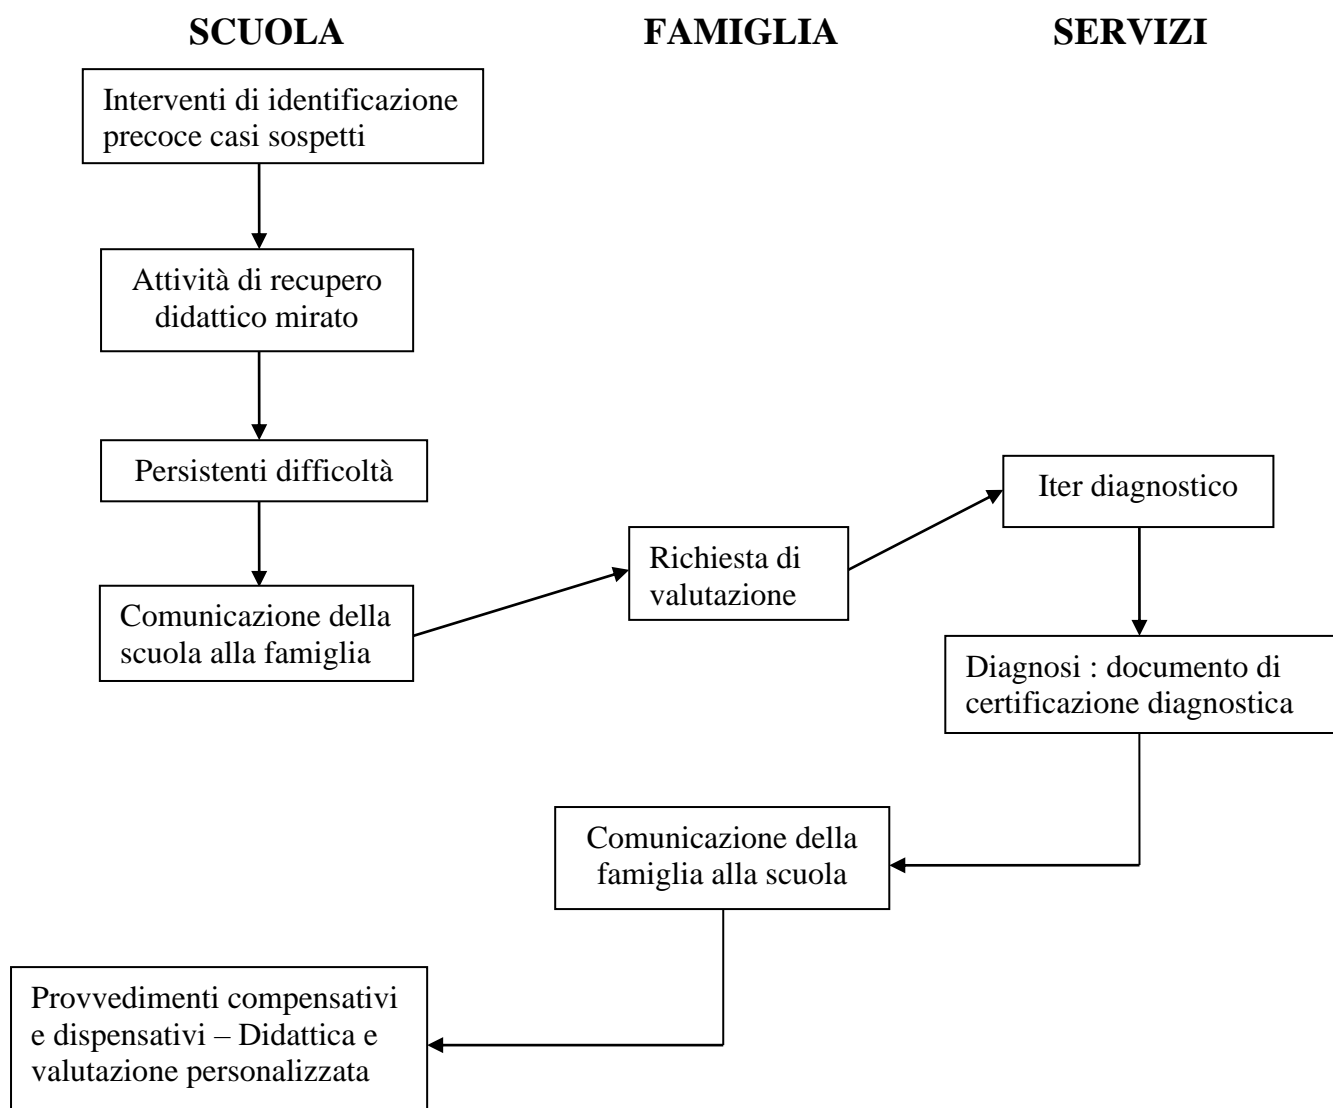 SCUOLA FAMIGLIA SERVIZI
Interventi di identificazione
precoce casi sospetti
Attività di recupero
didattico mirato
Persistenti difficoltà
Comunicazione della
scuola alla famiglia
Richiesta di
valutazione
Iter diagnostico
Diagnosi : documento di
certificazione diagnostica
Comunicazione della
famiglia alla scuola
Provvedimenti compensativi
e dispensativi – Didattica e
valutazione personalizzata